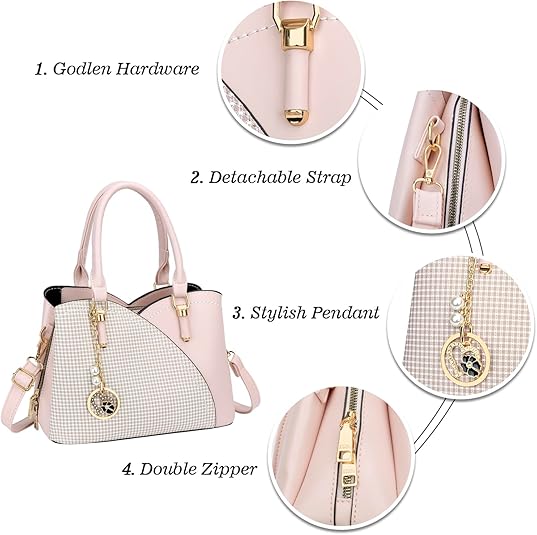 1. Godlen Hardware
2. Detachable Strap
3. Stylish Pendant
4. Double Zipper